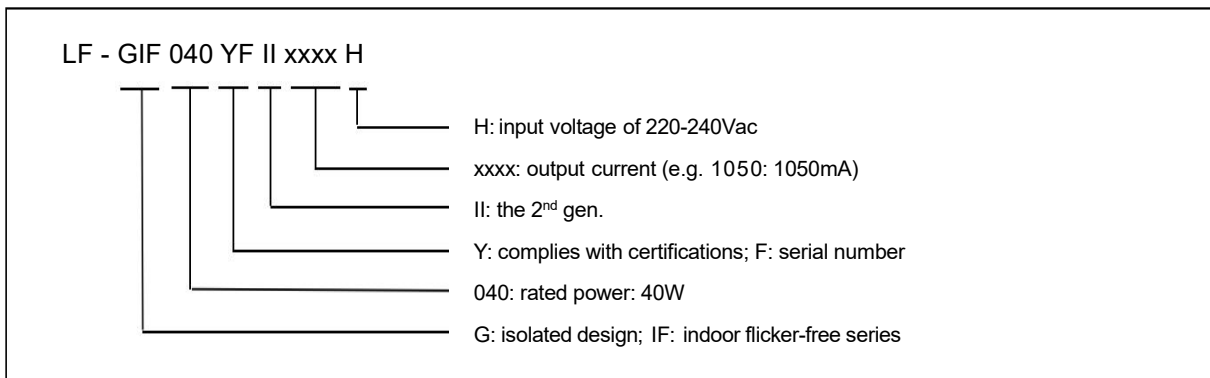 LF - GIF 040 YF II xxxx H
H: input voltage of 220-240Vac
xxxx: output current (e.g. 1050: 1050mA)
II: the 2nd gen.
Y: complies with certifications; F: serial number
040: rated power: 40W
G: isolated design; IF: indoor flicker-free series